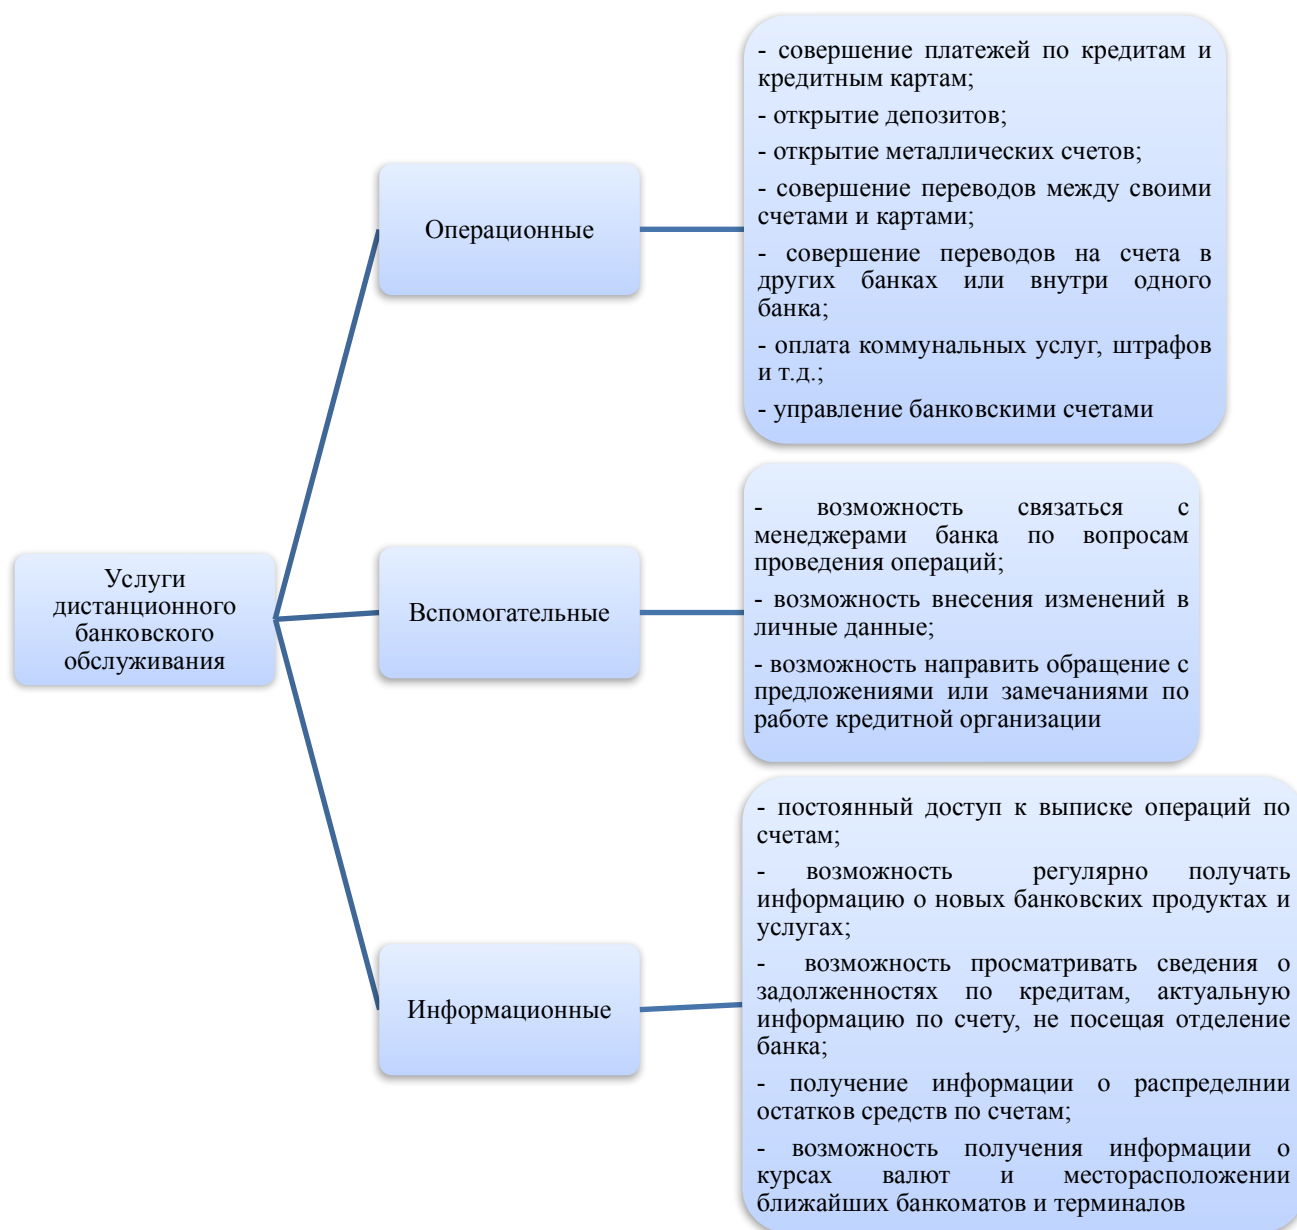 Услуги
дистанционного
банковского
обслуживания
Операционные
- совершение платежей по кредитам и
кредитным картам;
- открытие депозитов;
- открытие металлических счетов;
- совершение переводов между своими
счетами и картами;
- совершение переводов на счета в
других банках или внутри одного
банка;
- оплата коммунальных услуг, штрафов
и т.д.;
- управление банковскими счетами
Вспомогательные
- возможность связаться с
менеджерами банка по вопросам
проведения операций;
- возможность внесения изменений в
личные данные;
- возможность направить обращение с
предложениями или замечаниями по
работе кредитной организации
Информационные
- постоянный доступ к выписке операций по
счетам;
- возможность регулярно получать
информацию о новых банковских продуктах и
услугах;
- возможность просматривать сведения о
задолженностях по кредитам, актуальную
информацию по счету, не посещая отделение
банка;
- получение информации о распределнии
остатков средств по счетам;
- возможность получения информации о
курсах валют и месторасположении
ближайших банкоматов и терминалов